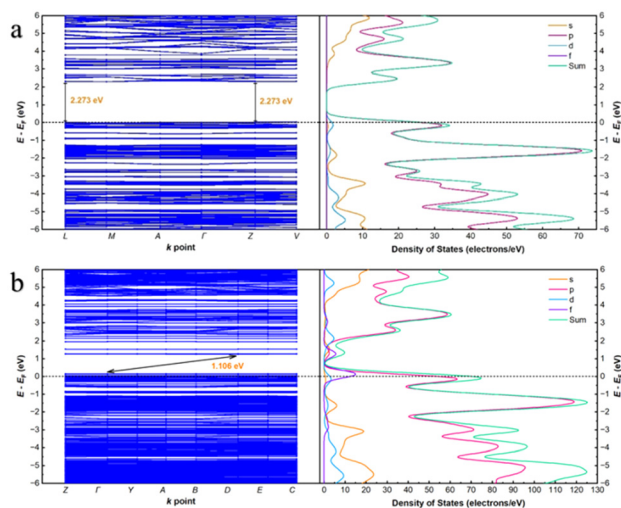 a
6
5
4
3
2
1
0
−1
−2
−3
−4
−5
−6
E - EF (eV)
2.273 eV
2.273 eV
L M A Γ Z V
k point
s
p
d
f
Sum
6
5
4
3
2
1
0
−1
−2
−3
−4
−5
−6
E - EF (eV)
0 10 20 30 40 50 60 70
Density of States (electrons/eV)
b
6
5
4
3
2
1
0
−1
−2
−3
−4
−5
−6
E - EF (eV)
1.106 eV
Z Γ Y A B D E C
k point
s
p
d
f
Sum
6
5
4
3
2
1
0
−1
−2
−3
−4
−5
−6
E - EF (eV)
0 10 20 30 40 50 60 70 80 90 100 110 120 130
Density of States (electrons/eV)